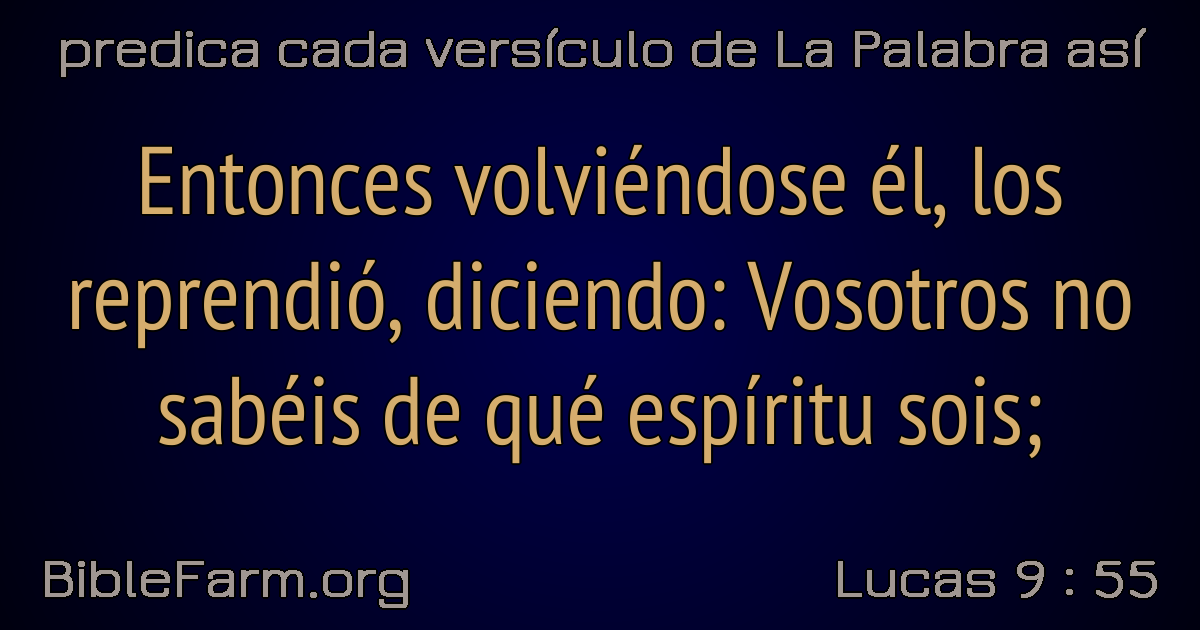 predica cada versículo de La Palabra así
Entonces volviéndose él, los
reprendió, diciendo: Vosotros no
sabéis de qué espíritu sois;
BibleFarm.org
Lucas 9 : 55